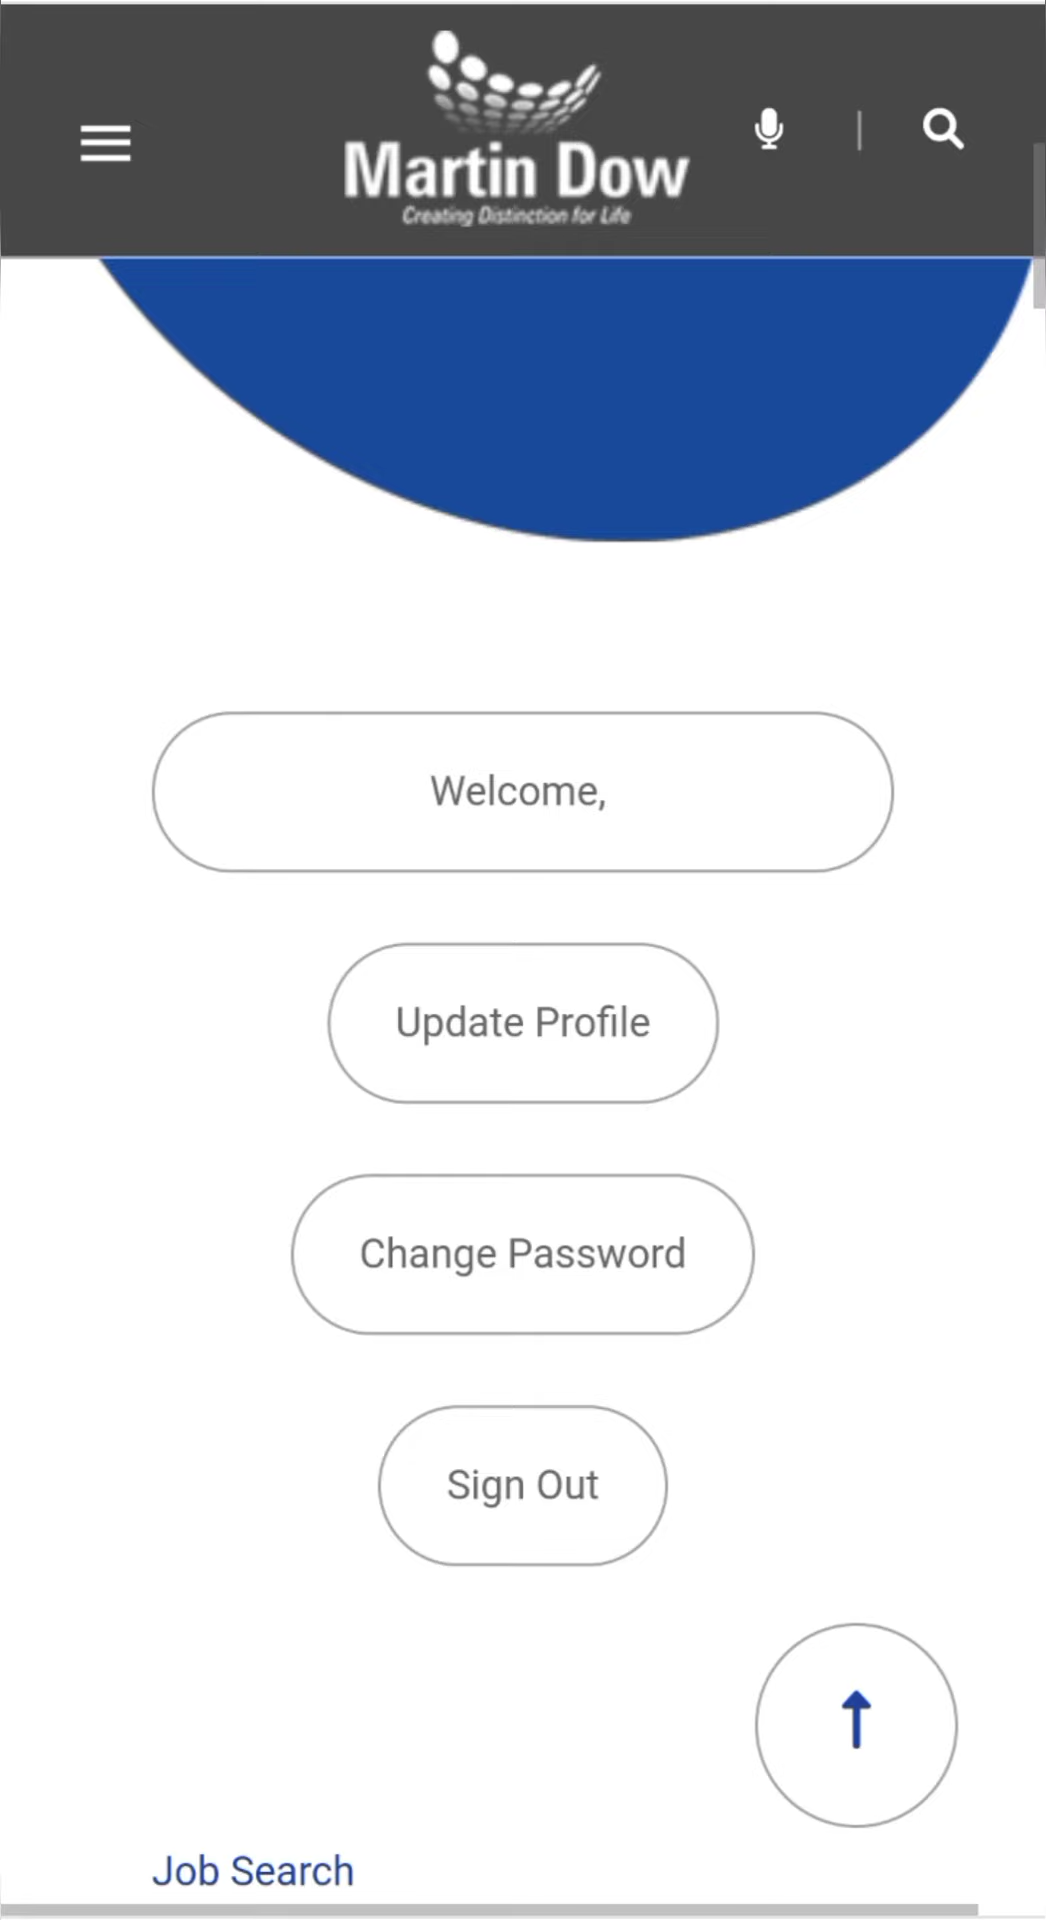 Martin Dow
Creating Distinction for Life
Welcome,
Update Profile
Change Password
Sign Out
Job Search